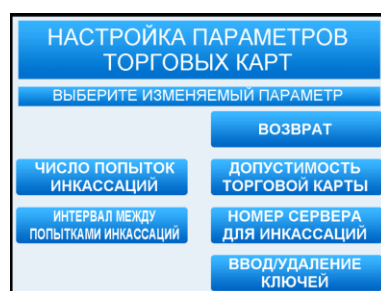 НАСТРОЙКА ПАРАМЕТРОВ
ТОРГОВЫХ КАРТ
ВЫБЕРИТЕ ИЗМЕНЯЕМЫЙ ПАРАМЕТР
ВОЗВРАТ
ЧИСЛО ПОПЫТОК
ИНКАССАЦИЙ
ДОПУСТИМОСТЬ
ТОРГОВОЙ КАРТЫ
ИНТЕРВАЛ МЕЖДУ
ПОПЫТКАМИ ИНКАССАЦИЙ
НОМЕР СЕРВЕРА
ДЛЯ ИНКАССАЦИЙ
ВВОД/УДАЛЕНИЕ
КЛЮЧЕЙ